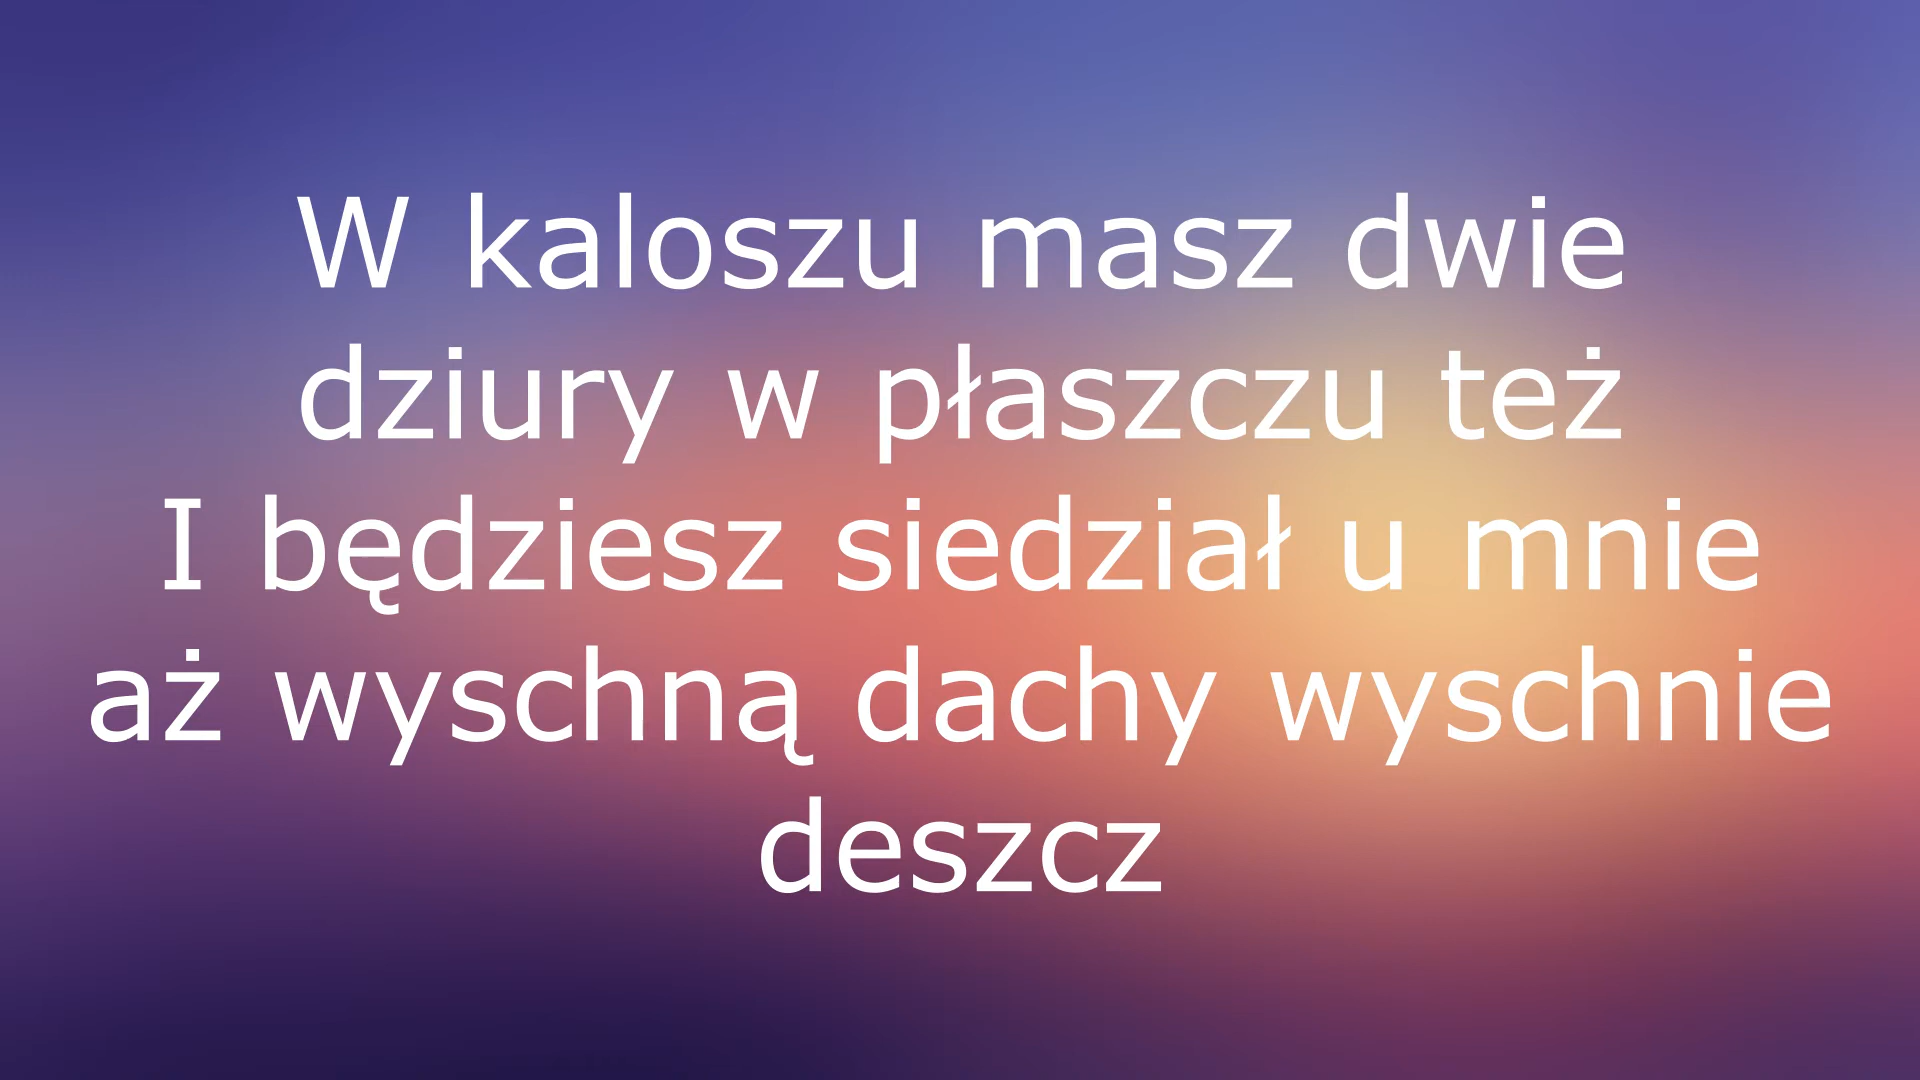 W kaloszu masz dwie
dziury w płaszczu też
I będziesz siedział u mnie
aż wyschną dachy wyschnie
deszcz